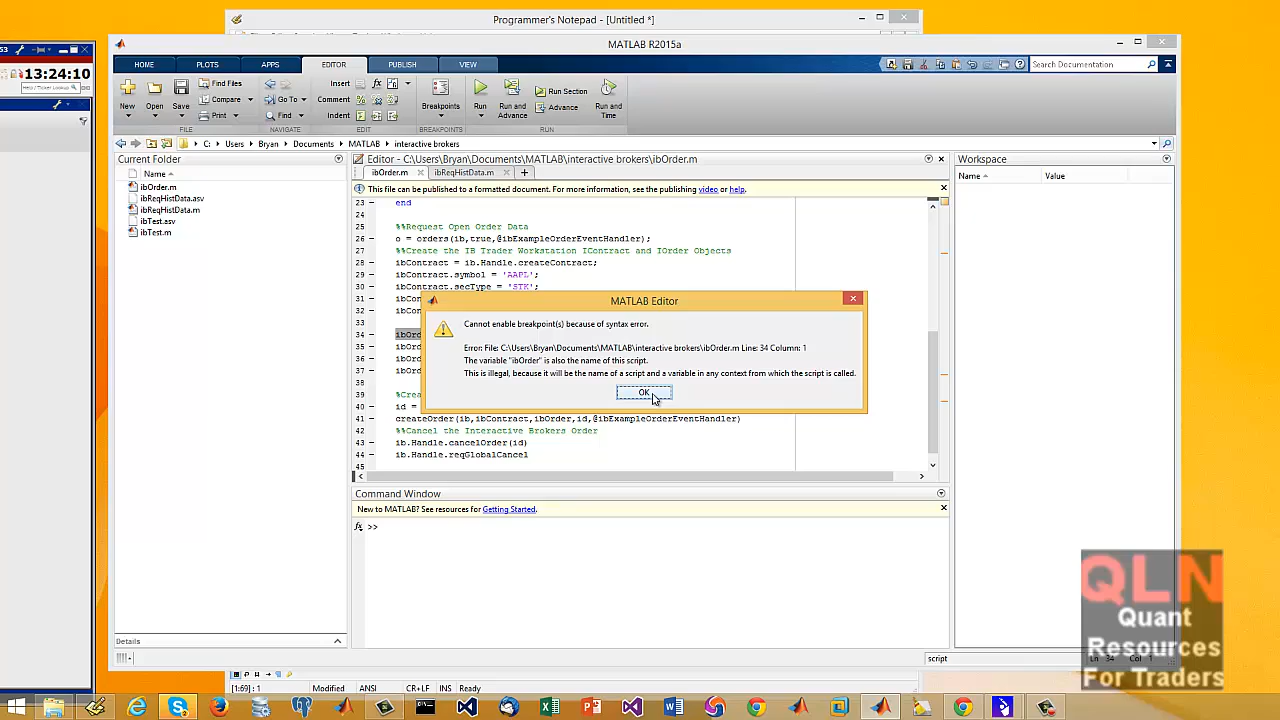 Programmer's Notepad - [Untitled *]
MATLAB R2015a
53
13:24:10
Help/Ticker Lookup
HOME PLOTS APPS EDITOR PUBLISH VIEW
Search Documentation
New Open Save Find Files Compare Print
Go To Find
Insert Comment Indent
Breakpoints
Run Run and Advance Run Section Advance Run and Time
FILE NAVIGATE EDIT BREAKPOINTS RUN
C: Users Bryan Documents MATLAB interactive brokers
Current Folder
Name
ibOrder.m
ibReqHistData.asv
ibReqHistData.m
ibTest.asv
ibTest.m
Details
Editor - C:\Users\Bryan\Documents\MATLAB\interactive brokers\ibOrder.m
ibOrder.m ibReqHistData.m
This file can be published to a formatted document. For more information, see the publishing video or help.
23 end
24
25 %%Request Open Order Data
26 o = orders(ib,true,@ibExampleOrderEventHandler);
27 %%Create the IB Trader Workstation IContract and IOrder Objects
28 ibContract = ib.Handle.createContract;
29 ibContract.symbol = 'AAPL';
30 ibContract.secType = 'STK';
31 ibCon
32 ibCon
33
34 ibOrd
35 ibOrd
36 ibOrd
37 ibOrd
38
39 %Crea
40 id =
41 createOrder(ib,ibContract,ibOrder,id,@ibExampleOrderEventHandler)
42 %%Cancel the Interactive Brokers Order
43 ib.Handle.cancelOrder(id)
44 ib.Handle.reqGlobalCancel
45
MATLAB Editor
Cannot enable breakpoint(s) because of syntax error.
Error: File: C:\Users\Bryan\Documents\MATLAB\interactive brokers\ibOrder.m Line: 34 Column: 1
The variable "ibOrder" is also the name of this script.
This is illegal, because it will be the name of a script and a variable in any context from which the script is called.
OK
Command Window
New to MATLAB? See resources for Getting Started.
fx >>
Workspace
Name Value
script Ln 34 Col 1
QLN
Quant
Resources
For Traders
[1:69] : 1 Modified ANSI CR+LF INS Ready